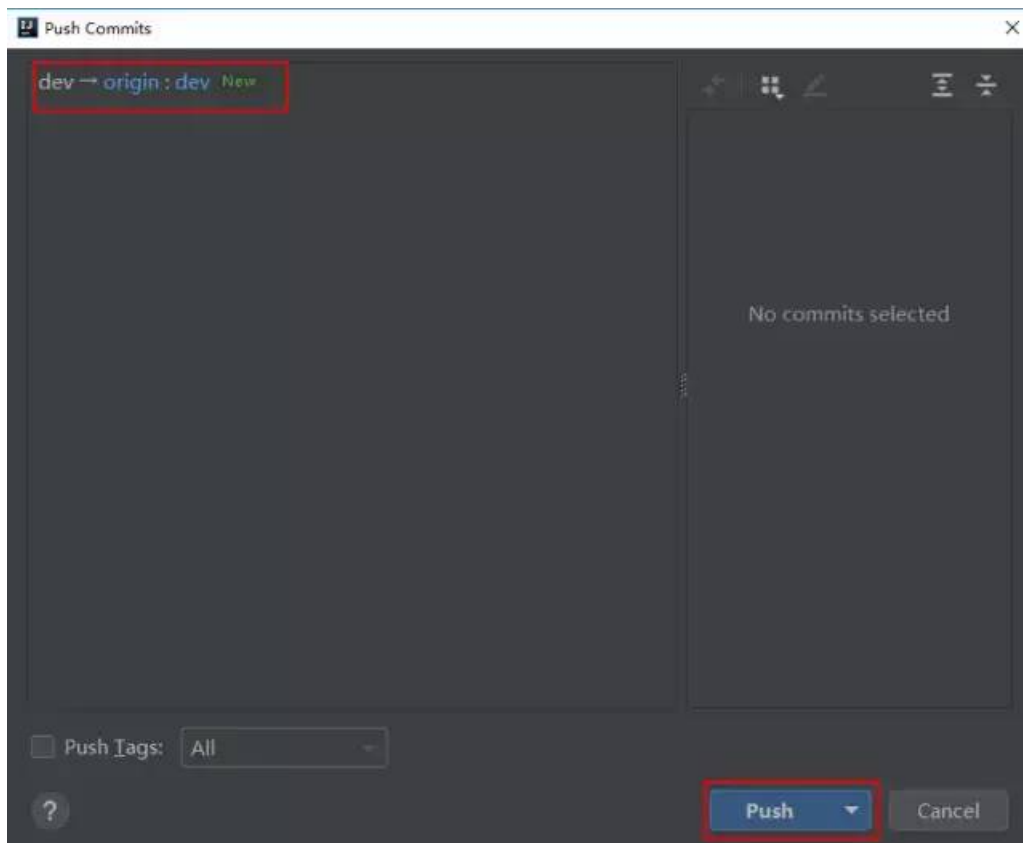 Push Commits
dev → origin : dev New
No commits selected
Push Tags: All
?
Push Cancel